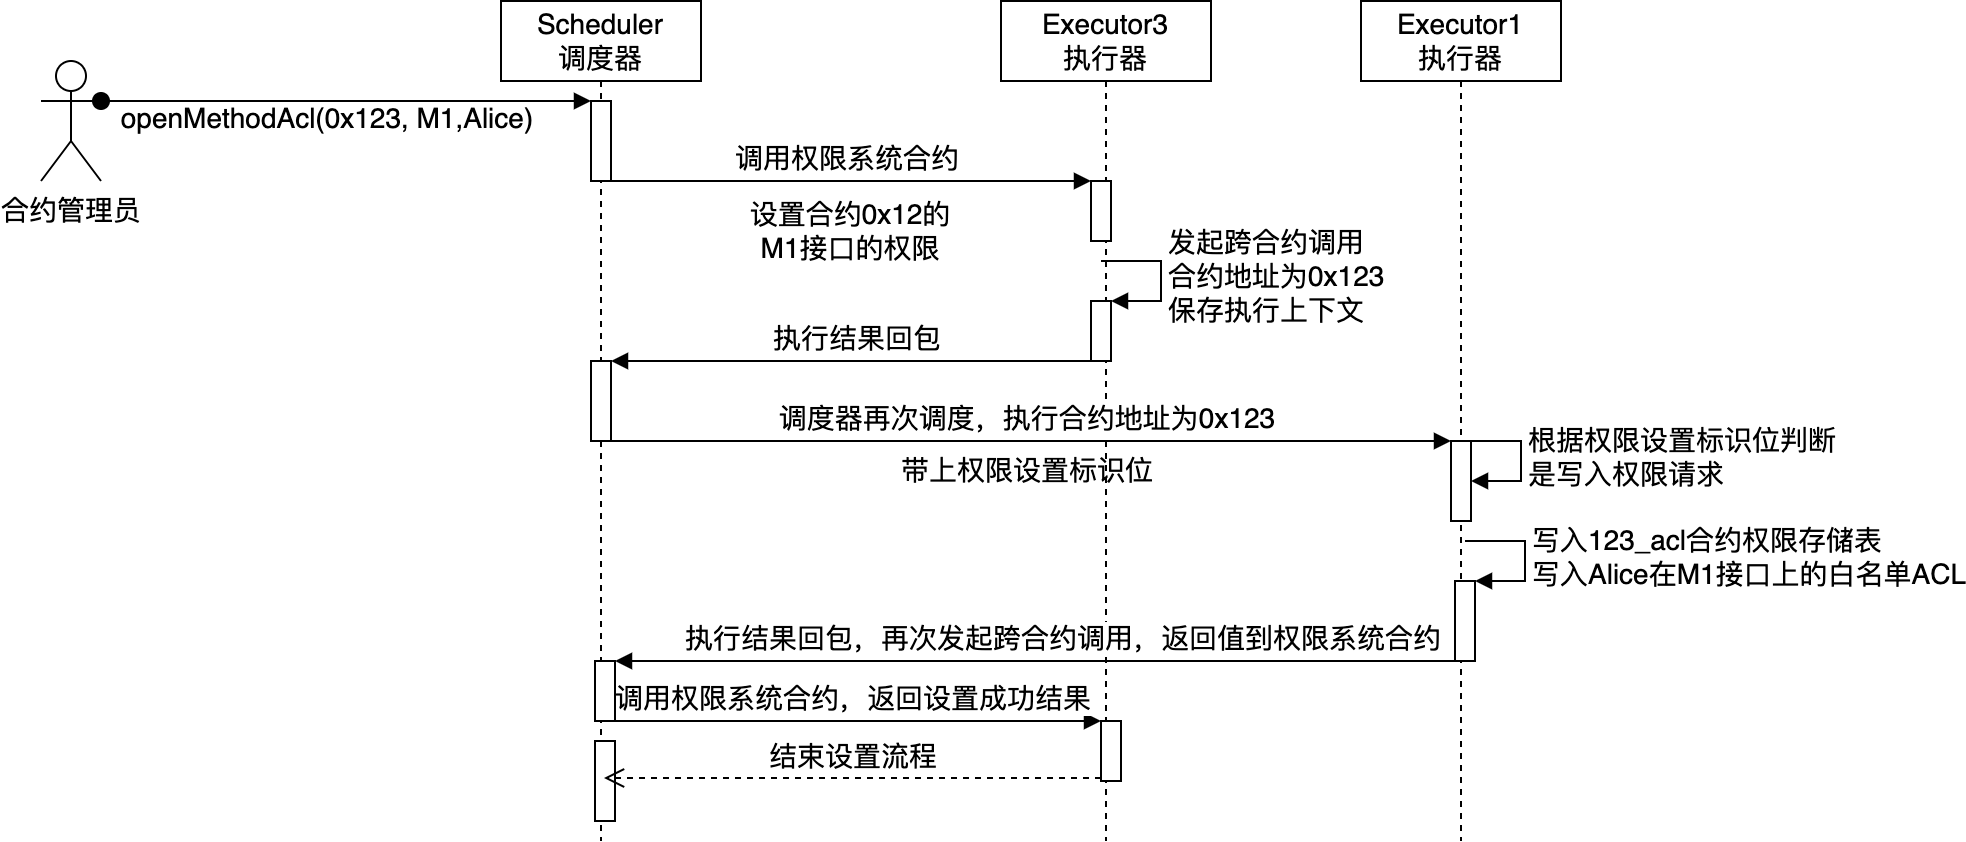 Scheduler
调度器
Executor3
执行器
Executor1
执行器
openMethodAcl(0x123, M1,Alice)
合约管理员
调用权限系统合约
设置合约0x12的
M1接口的权限
发起跨合约调用
合约地址为0x123
保存执行上下文
执行结果回包
调度器再次调度，执行合约地址为0x123
带上权限设置标识位
根据权限设置标识位判断
是写入权限请求
写入123_acl合约权限存储表
写入Alice在M1接口上的白名单ACL
执行结果回包，再次发起跨合约调用，返回值到权限系统合约
调用权限系统合约，返回设置成功结果
结束设置流程